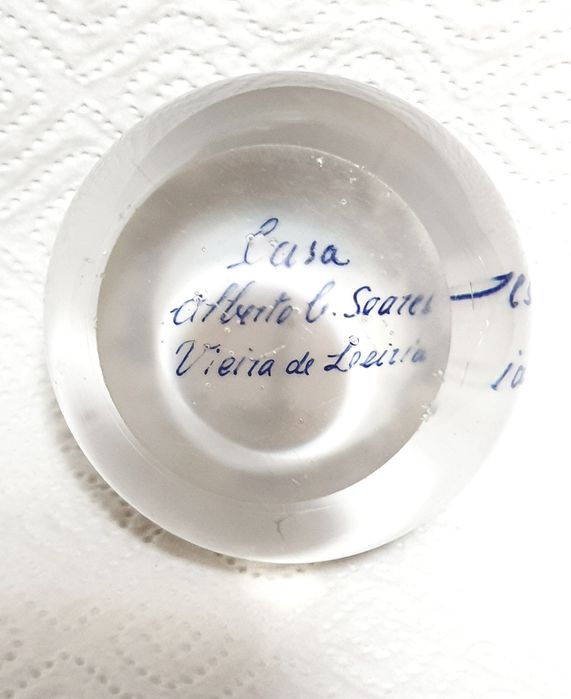 Casa
Alberto C. Soares
Vieira de Leiria